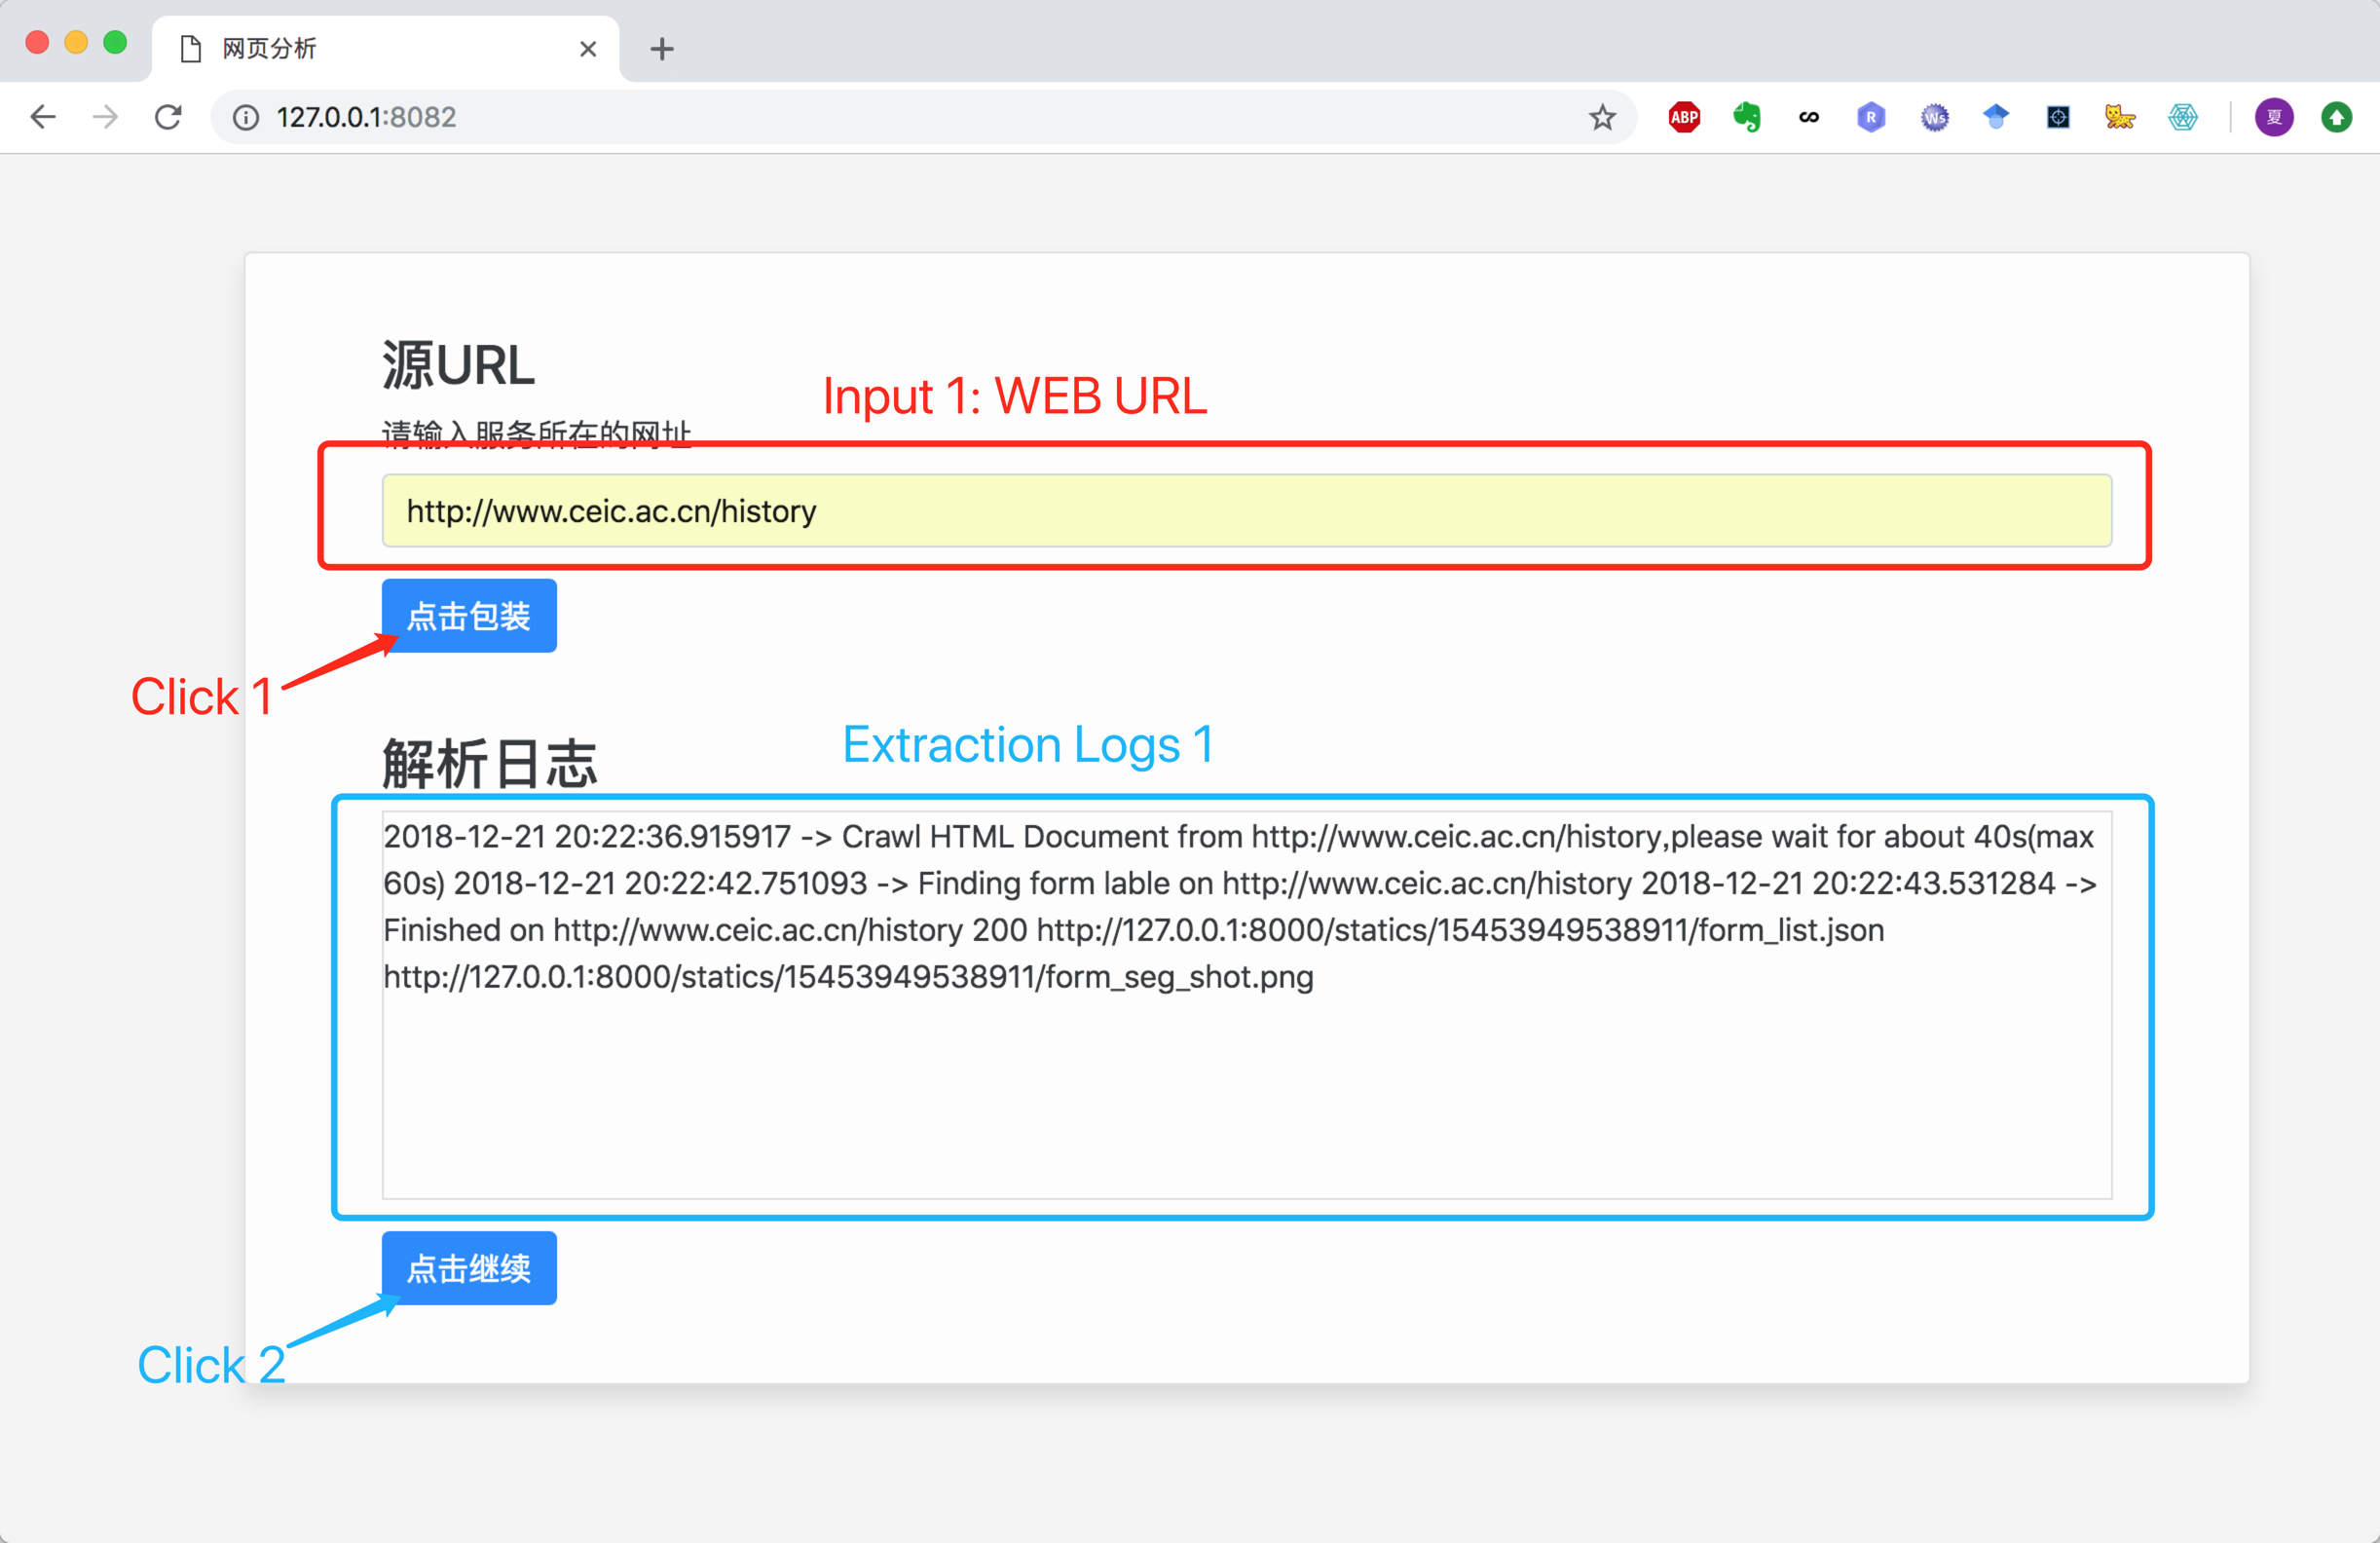 网页分析
127.0.0.1:8082
ABP
R
Ws
夏
源URL
Input 1: WEB URL
请输入服务所在的网址
http://www.ceic.ac.cn/history
点击包装
Click 1
Extraction Logs 1
解析日志
2018-12-21 20:22:36.915917 -> Crawl HTML Document from http://www.ceic.ac.cn/history,please wait for about 40s(max
60s) 2018-12-21 20:22:42.751093 -> Finding form lable on http://www.ceic.ac.cn/history 2018-12-21 20:22:43.531284 ->
Finished on http://www.ceic.ac.cn/history 200 http://127.0.0.1:8000/statics/15453949538911/form_list.json
http://127.0.0.1:8000/statics/15453949538911/form_seg_shot.png
点击继续
Click 2